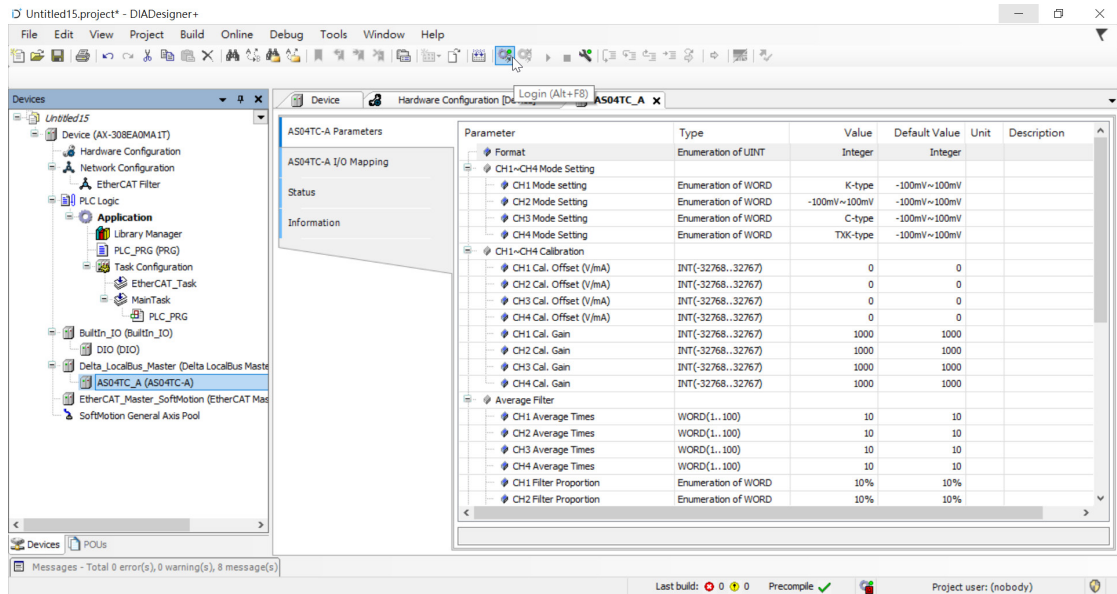 Untitled15.project* - DIADesigner+
File Edit View Project Build Online Debug Tools Window Help
Login (Alt+F8)
Devices
Device
Hardware Configuration [De
AS04TC_A
Untitled15
Device (AX-308EA0MA1T)
Hardware Configuration
Network Configuration
EtherCAT Filter
PLC Logic
Application
Library Manager
PLC_PRG (PRG)
Task Configuration
EtherCAT_Task
MainTask
PLC_PRG
BuiltIn_IO (BuiltIn_IO)
DIO (DIO)
Delta_LocalBus_Master (Delta LocalBus Maste
AS04TC_A (AS04TC-A)
EtherCAT_Master_SoftMotion (EtherCAT Mas
SoftMotion General Axis Pool
AS04TC-A Parameters
AS04TC-A I/O Mapping
Status
Information
Parameter Type Value Default Value Unit Description
Format Enumeration of UINT Integer Integer
CH1~CH4 Mode Setting
CH1 Mode setting Enumeration of WORD K-type -100mV~100mV
CH2 Mode Setting Enumeration of WORD -100mV~100mV -100mV~100mV
CH3 Mode Setting Enumeration of WORD C-type -100mV~100mV
CH4 Mode Setting Enumeration of WORD TXK-type -100mV~100mV
CH1~CH4 Calibration
CH1 Cal. Offset (V/mA) INT(-32768..32767) 0 0
CH2 Cal. Offset (V/mA) INT(-32768..32767) 0 0
CH3 Cal. Offset (V/mA) INT(-32768..32767) 0 0
CH4 Cal. Offset (V/mA) INT(-32768..32767) 0 0
CH1 Cal. Gain INT(-32768..32767) 1000 1000
CH2 Cal. Gain INT(-32768..32767) 1000 1000
CH3 Cal. Gain INT(-32768..32767) 1000 1000
CH4 Cal. Gain INT(-32768..32767) 1000 1000
Average Filter
CH1 Average Times WORD(1..100) 10 10
CH2 Average Times WORD(1..100) 10 10
CH3 Average Times WORD(1..100) 10 10
CH4 Average Times WORD(1..100) 10 10
CH1 Filter Proportion Enumeration of WORD 10% 10%
CH2 Filter Proportion Enumeration of WORD 10% 10%
Devices POUs
Messages - Total 0 error(s), 0 warning(s), 8 message(s)
Last build: 0 0 Precompile Project user: (nobody)